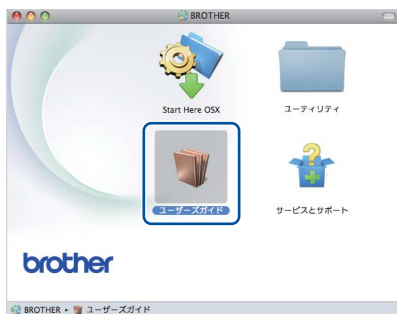 BROTHER
Start Here OSX
ユーティリティ
ユーザーズガイド
サービスとサポート
brother
BROTHER ▸ ユーザーズガイド